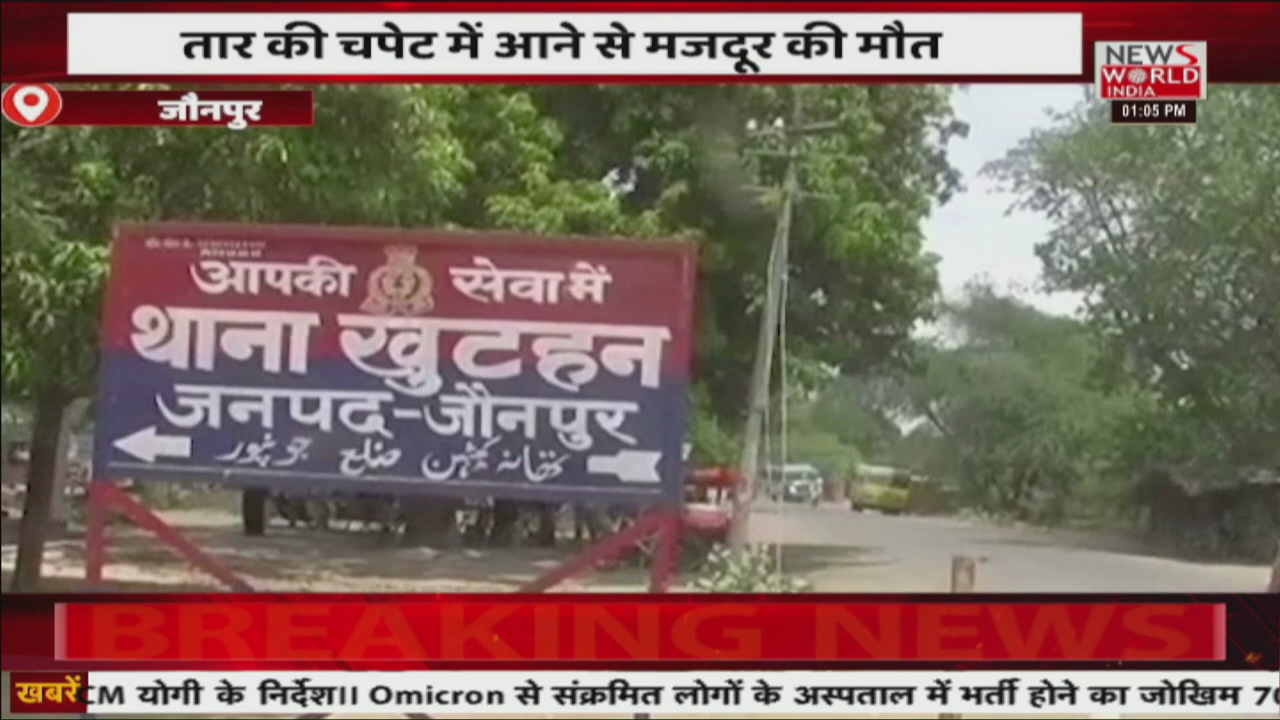 तार की चपेट में आने से मजदूर की मौत
NEWS
WORLD
INDIA
01:05 PM
जौनपुर
आपकी सेवा में
थाना खुटहन
जनपद-जौनपुर
تھانہ کھٹہن ضلع جونپور
BREAKING NEWS
खबरें CM योगी के निर्देश।। Omicron से संक्रमित लोगों के अस्पताल में भर्ती होने का जोखिम